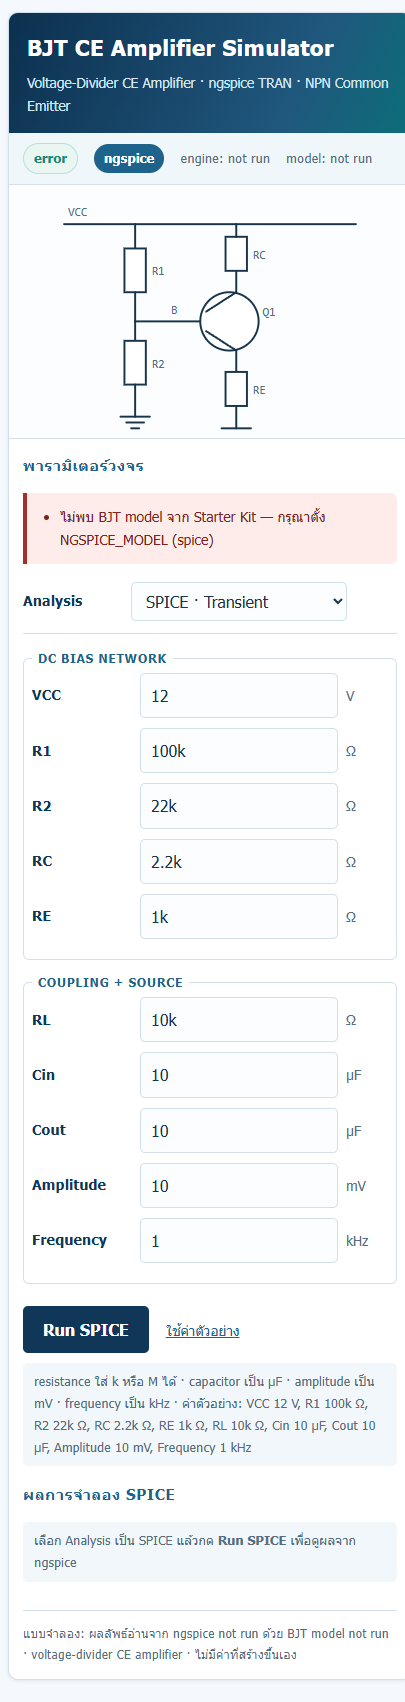 BJT CE Amplifier Simulator
Voltage-Divider CE Amplifier · ngspice TRAN · NPN Common
Emitter
error ngspice engine: not run model: not run
VCC
R1
RC
B
Q1
R2
RE
พารามิเตอร์วงจร
• ไม่พบ BJT model จาก Starter Kit — กรุณาตั้ง
NGSPICE_MODEL (spice)
Analysis SPICE · Transient
DC BIAS NETWORK
VCC 12 V
R1 100k Ω
R2 22k Ω
RC 2.2k Ω
RE 1k Ω
COUPLING + SOURCE
RL 10k Ω
Cin 10 µF
Cout 10 µF
Amplitude 10 mV
Frequency 1 kHz
Run SPICE ใช้ค่าตัวอย่าง
resistance ใส่ k หรือ M ได้ · capacitor เป็น µF · amplitude เป็น
mV · frequency เป็น kHz · ค่าตัวอย่าง: VCC 12 V, R1 100k Ω,
R2 22k Ω, RC 2.2k Ω, RE 1k Ω, RL 10k Ω, Cin 10 µF, Cout 10
µF, Amplitude 10 mV, Frequency 1 kHz
ผลการจำลอง SPICE
เลือก Analysis เป็น SPICE แล้วกด Run SPICE เพื่อดูผลจาก
ngspice
แบบจำลอง: ผลลัพธ์อ่านจาก ngspice not run ด้วย BJT model not run
· voltage-divider CE amplifier · ไม่มีค่าที่สร้างขึ้นเอง